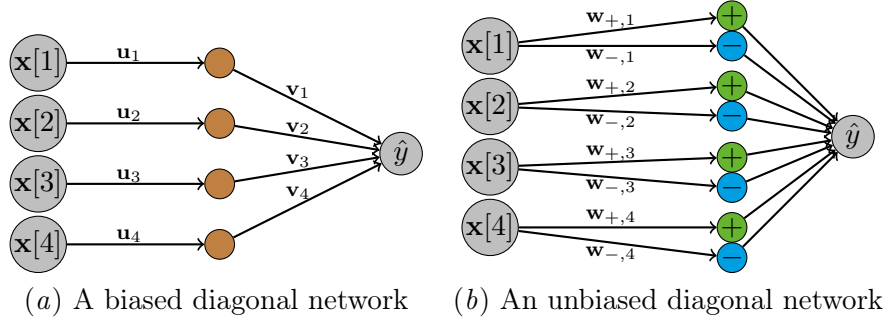 x[1]
x[2]
x[3]
x[4]
u₁
u₂
u₃
u₄
v₁
v₂
v₃
v₄
ŷ
(a) A biased diagonal network
x[1]
x[2]
x[3]
x[4]
w₊,₁
w₋,₁
w₊,₂
w₋,₂
w₊,₃
w₋,₃
w₊,₄
w₋,₄
+
−
+
−
+
−
+
−
ŷ
(b) An unbiased diagonal network